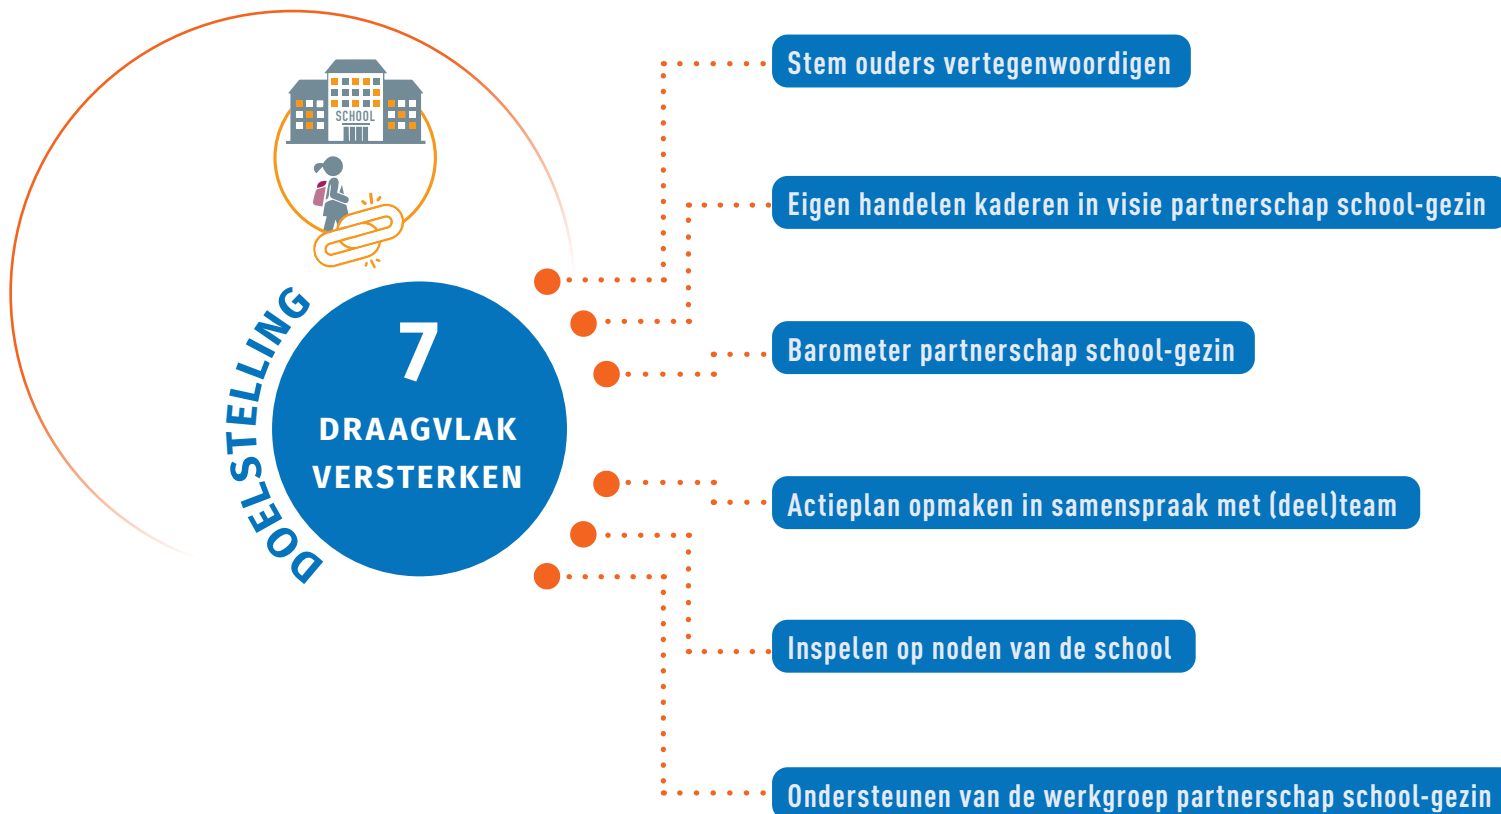 SCHOOL
DOELSTELLING
7
DRAAGVLAK
VERSTERKEN
Stem ouders vertegenwoordigen
Eigen handelen kaderen in visie partnerschap school-gezin
Barometer partnerschap school-gezin
Actieplan opmaken in samenspraak met (deel)team
Inspelen op noden van de school
Ondersteunen van de werkgroep partnerschap school-gezin